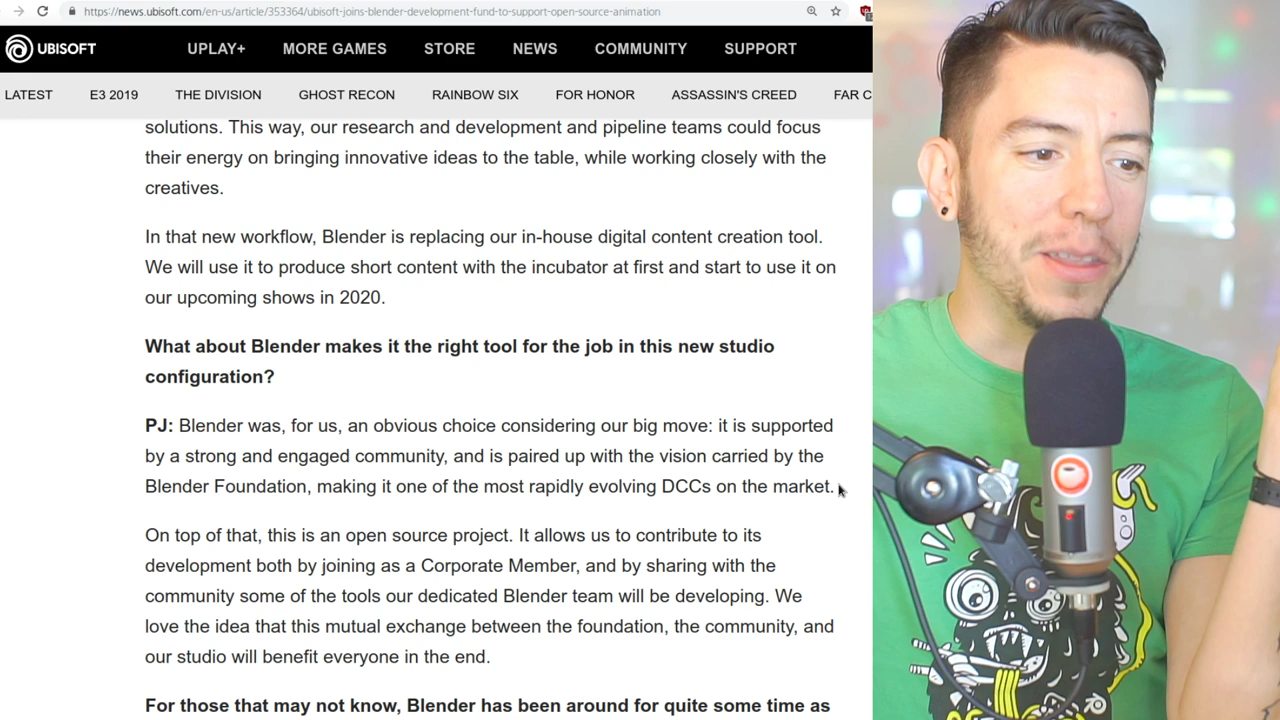 https://news.ubisoft.com/en-us/article/353364/ubisoft-joins-blender-development-fund-to-support-open-source-animation
UBISOFT UPLAY+ MORE GAMES STORE NEWS COMMUNITY SUPPORT
LATEST E3 2019 THE DIVISION GHOST RECON RAINBOW SIX FOR HONOR ASSASSIN'S CREED FAR C
solutions. This way, our research and development and pipeline teams could focus
their energy on bringing innovative ideas to the table, while working closely with the
creatives.
In that new workflow, Blender is replacing our in-house digital content creation tool.
We will use it to produce short content with the incubator at first and start to use it on
our upcoming shows in 2020.
What about Blender makes it the right tool for the job in this new studio
configuration?
PJ: Blender was, for us, an obvious choice considering our big move: it is supported
by a strong and engaged community, and is paired up with the vision carried by the
Blender Foundation, making it one of the most rapidly evolving DCCs on the market.
On top of that, this is an open source project. It allows us to contribute to its
development both by joining as a Corporate Member, and by sharing with the
community some of the tools our dedicated Blender team will be developing. We
love the idea that this mutual exchange between the foundation, the community, and
our studio will benefit everyone in the end.
For those that may not know, Blender has been around for quite some time as